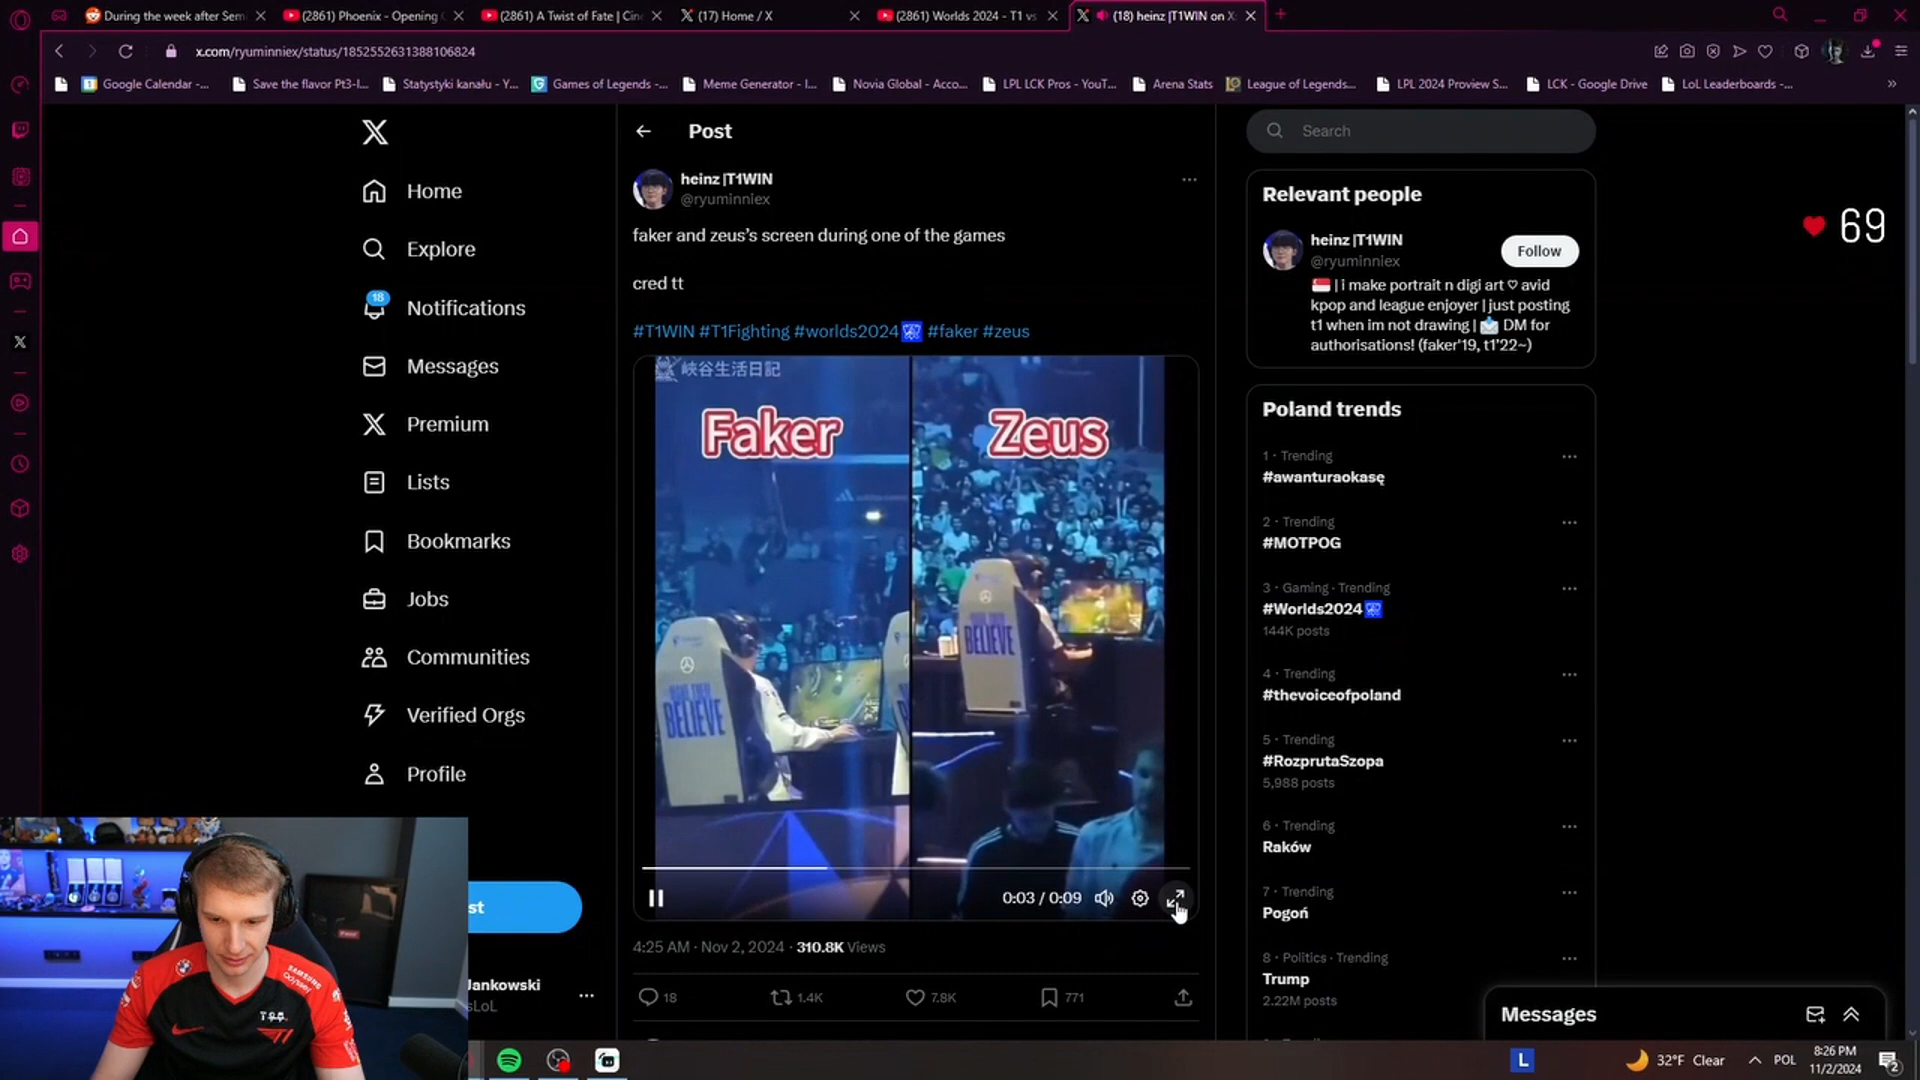 During the week after Sem
(2861) Phoenix - Opening
(2861) A Twist of Fate | Cin
(17) Home / X
(2861) Worlds 2024 - T1 vs
(18) heinz |T1WIN on X
x.com/ryuminniex/status/1852552631388106824
Google Calendar -...
Save the flavor Pt3-I...
Statystyki kanału - Y...
Games of Legends -...
Meme Generator - I...
Novia Global - Acco...
LPL LCK Pros - YouT...
Arena Stats
League of Legends...
LPL 2024 Proview S...
LCK - Google Drive
LoL Leaderboards -...
Home
Explore
18
Notifications
Messages
Premium
Lists
Bookmarks
Jobs
Communities
Verified Orgs
Profile
st
Jankowski
sLoL
Post
heinz |T1WIN
@ryuminniex
faker and zeus's screen during one of the games
cred tt
#T1WIN #T1Fighting #worlds2024 #faker #zeus
峡谷生活日記
Faker
Zeus
BELIEVE
BELIEVE
0:03 / 0:09
4:25 AM · Nov 2, 2024 · 310.8K Views
18
1.4K
7.8K
771
Search
Relevant people
heinz |T1WIN
@ryuminniex
Follow
| i make portrait n digi art ♡ avid
kpop and league enjoyer | just posting
t1 when im not drawing | DM for
authorisations! (faker'19, t1'22~)
Poland trends
1 · Trending
#awanturaokasę
2 · Trending
#MOTPOG
3 · Gaming · Trending
#Worlds2024
144K posts
4 · Trending
#thevoiceofpoland
5 · Trending
#RozprutaSzopa
5,988 posts
6 · Trending
Raków
7 · Trending
Pogoń
8 · Politics · Trending
Trump
2.22M posts
Messages
69
SAMSUNG
Odyssey
T1
L
32°F Clear
POL
8:26 PM
11/2/2024
2